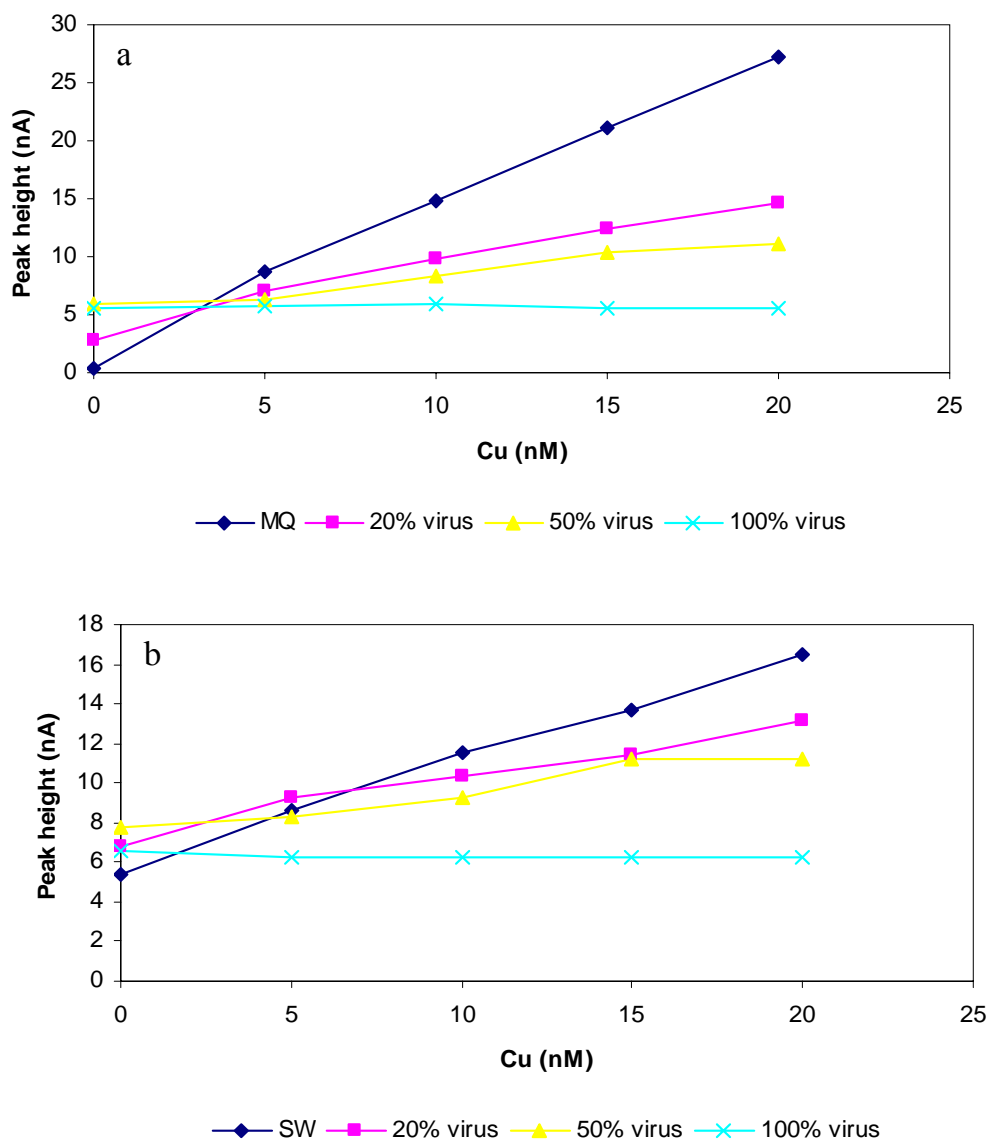 a
Peak height (nA)
30
25
20
15
10
5
0
0 5 10 15 20 25
Cu (nM)
MQ 20% virus 50% virus 100% virus
b
Peak height (nA)
18
16
14
12
10
8
6
4
2
0
0 5 10 15 20 25
Cu (nM)
SW 20% virus 50% virus 100% virus